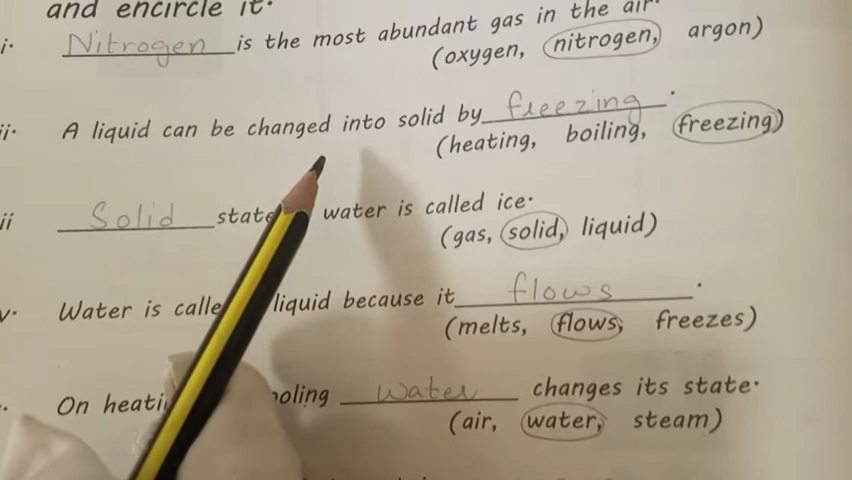 and encircle it.
i. Nitrogen is the most abundant gas in the air.
(oxygen, nitrogen, argon)
ii. A liquid can be changed into solid by freezing.
(heating, boiling, freezing)
ii Solid state water is called ice.
(gas, solid, liquid)
v. Water is calle liquid because it flows.
(melts, flows, freezes)
. On heati ooling water changes its state.
(air, water, steam)